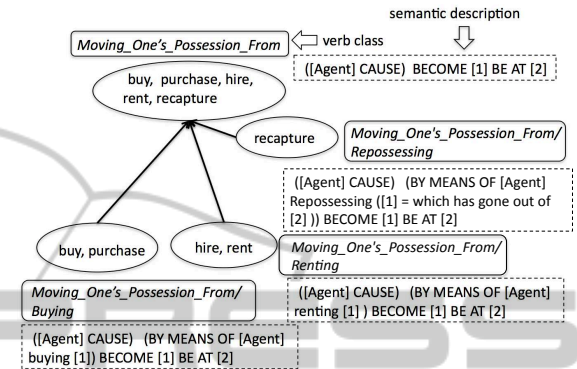 semantic description
Moving_One's_Possession_From
verb class
([Agent] CAUSE) BECOME [1] BE AT [2]
buy, purchase, hire,
rent, recapture
recapture
Moving_One's_Possession_From/
Repossessing
([Agent] CAUSE) (BY MEANS OF [Agent]
Repossessing ([1] = which has gone out of
[2] )) BECOME [1] BE AT [2]
buy, purchase
hire, rent
Moving_One's_Possession_From/
Renting
Moving_One's_Possession_From/
Buying
([Agent] CAUSE) (BY MEANS OF [Agent]
renting [1] ) BECOME [1] BE AT [2]
([Agent] CAUSE) (BY MEANS OF [Agent]
buying [1]) BECOME [1] BE AT [2]